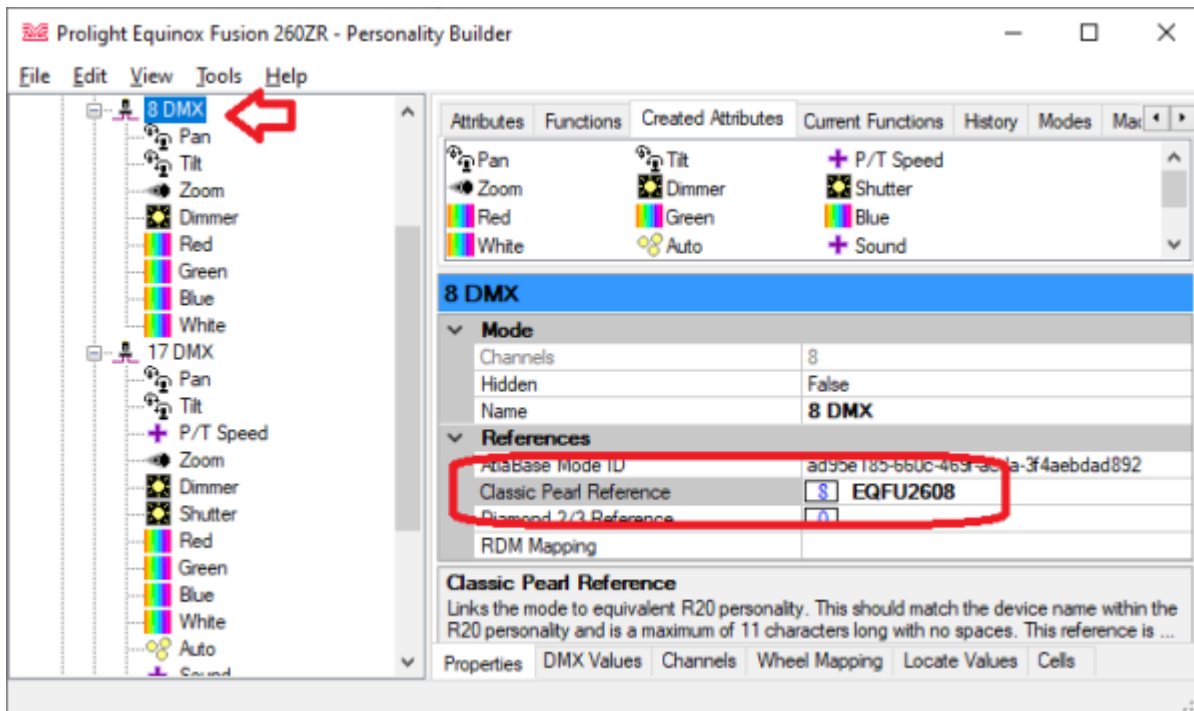 Prolight Equinox Fusion 260ZR - Personality Builder
File Edit View Tools Help
8 DMX
Pan
Tilt
Zoom
Dimmer
Red
Green
Blue
White
17 DMX
Pan
Tilt
P/T Speed
Zoom
Dimmer
Shutter
Red
Green
Blue
White
Auto
Sound
Attributes Functions Created Attributes Current Functions History Modes Mac
Pan Tilt P/T Speed
Zoom Dimmer Shutter
Red Green Blue
White Auto Sound
8 DMX
Mode
Channels 8
Hidden False
Name 8 DMX
References
AtlaBase Mode ID
Classic Pearl Reference 8 EQFU2608
Diamond 2/3 Reference 0
RDM Mapping
Classic Pearl Reference
Links the mode to equivalent R20 personality. This should match the device name within the
R20 personality and is a maximum of 11 characters long with no spaces. This reference is ...
Properties DMX Values Channels Wheel Mapping Locate Values Cells